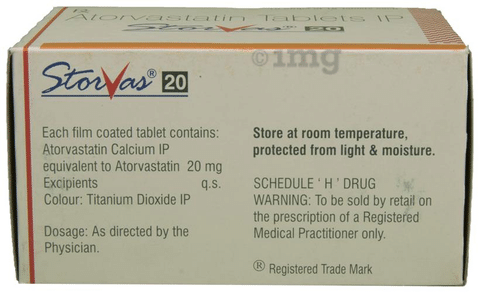 Atorvastatin Tablets IP
Storvas 20
©1mg
StorVas® 20
Each film coated tablet contains:
Atorvastatin Calcium IP
equivalent to Atorvastatin 20 mg
Excipients q.s.
Colour: Titanium Dioxide IP
Dosage: As directed by the
Physician.
Store at room temperature,
protected from light & moisture.
SCHEDULE ‘ H ’ DRUG
WARNING: To be sold by retail on
the prescription of a Registered
Medical Practitioner only.
® Registered Trade Mark